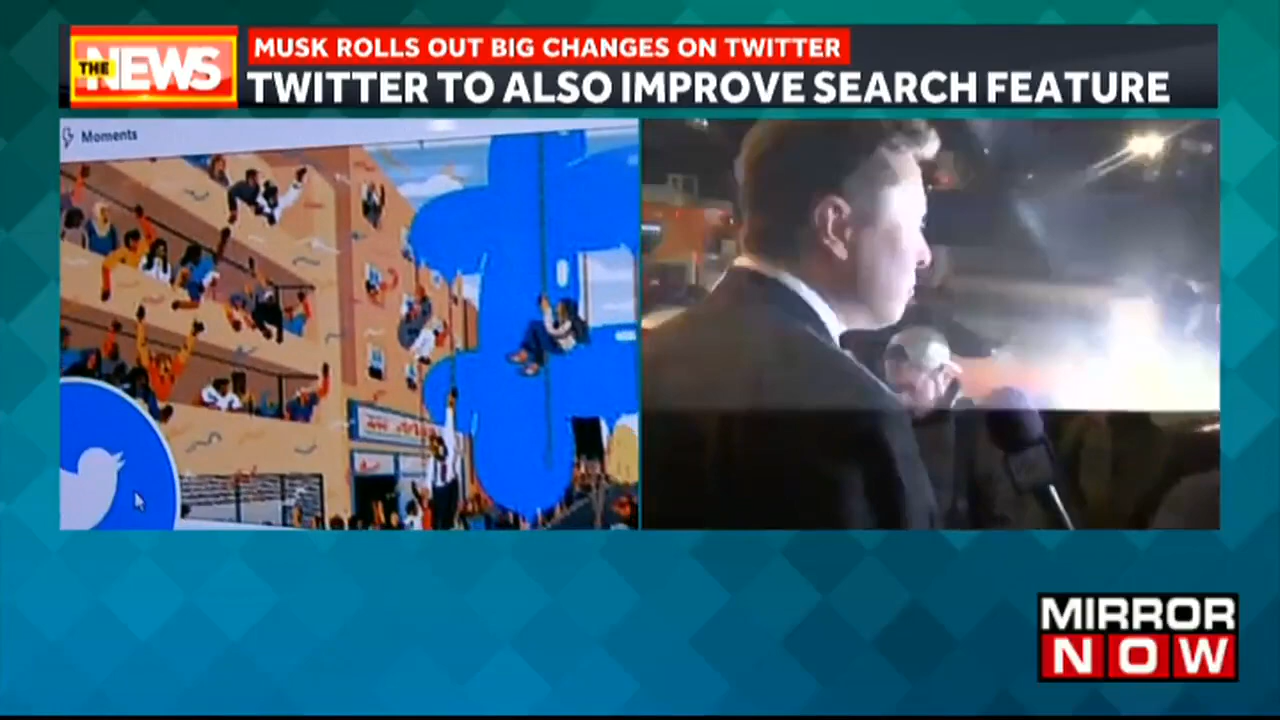 MUSK ROLLS OUT BIG CHANGES ON TWITTER
THE NEWS
TWITTER TO ALSO IMPROVE SEARCH FEATURE
Moments
MIRROR
NOW